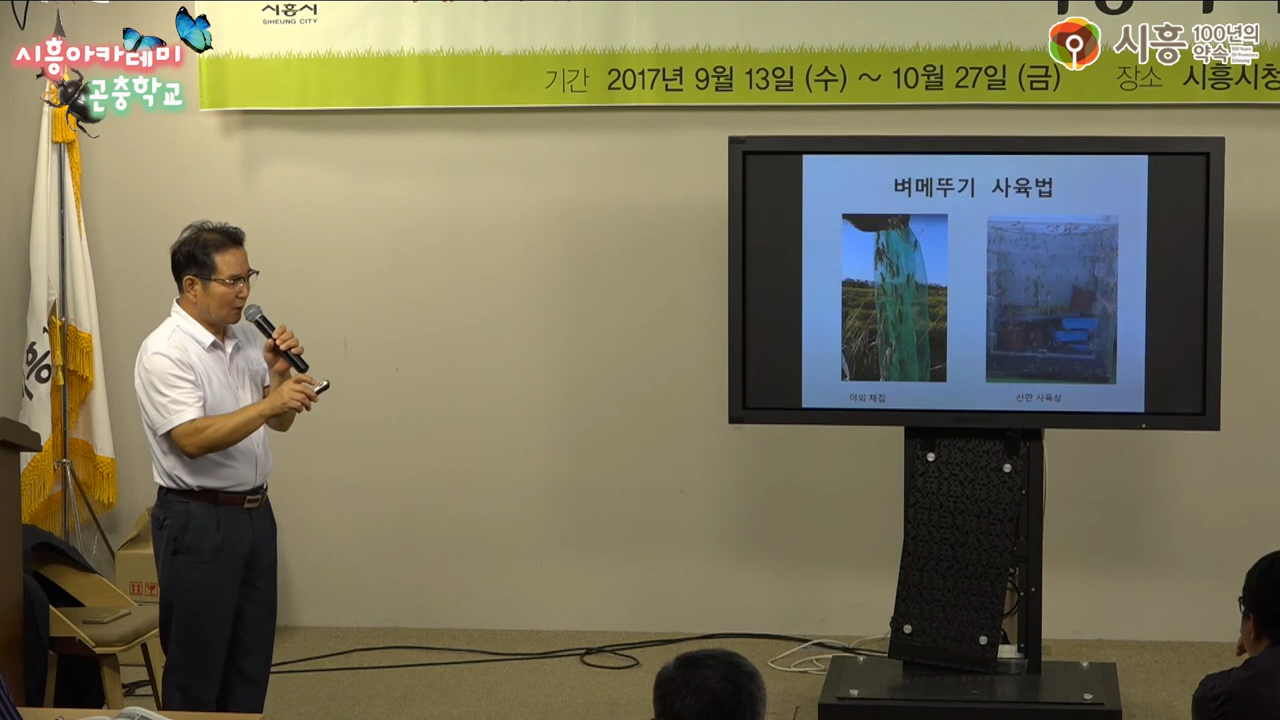 시흥시
SIHEUNG CITY
시흥아카데미
곤충학교
시흥 100년의
약속
기간 2017년 9월 13일 (수) ~ 10월 27일 (금) 장소 시흥시청
벼메뚜기 사육법
야외 채집
산란 사육상